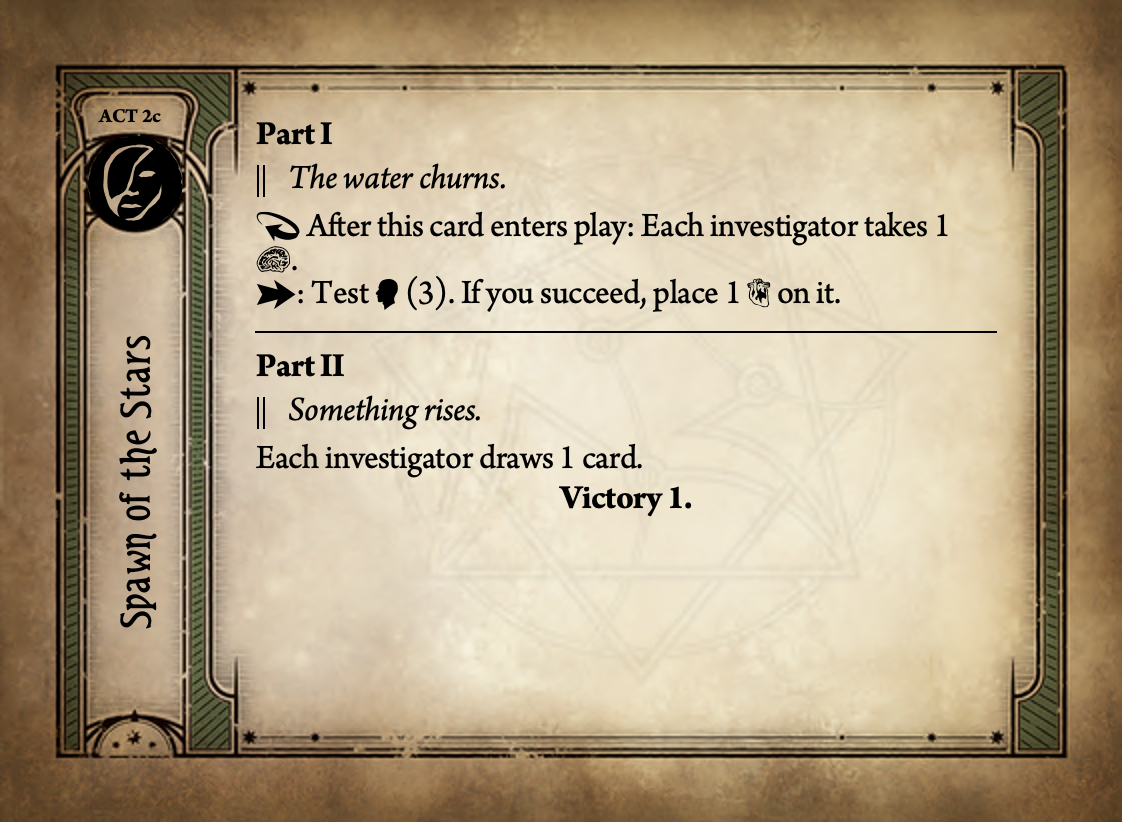 ACT 2c
Spawn of the Stars
Part I
The water churns.
After this card enters play: Each investigator takes 1
.
: Test (3). If you succeed, place 1 on it.
Part II
Something rises.
Each investigator draws 1 card.
Victory 1.